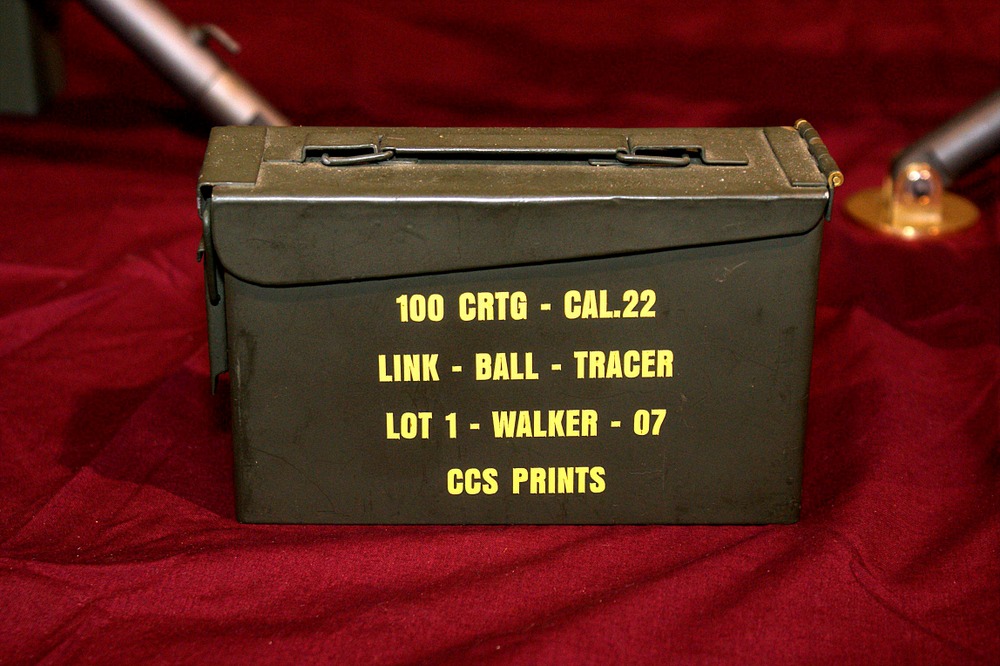 100 CRTG - CAL.22
LINK - BALL - TRACER
LOT 1 - WALKER - 07
CCS PRINTS